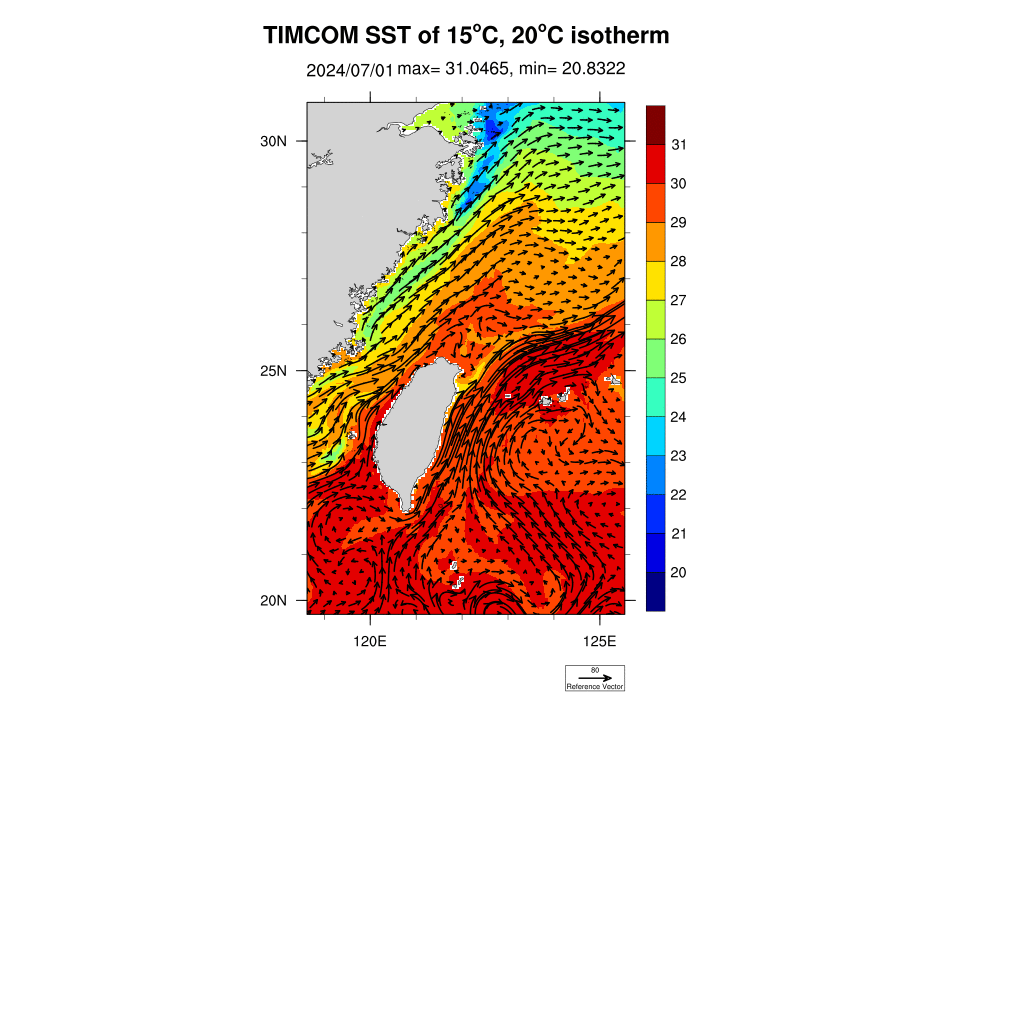 TIMCOM SST of 15°C, 20°C isotherm
2024/07/01 max= 31.0465, min= 20.8322
30N
25N
20N
120E
125E
31
30
29
28
27
26
25
24
23
22
21
20
80
Reference Vector